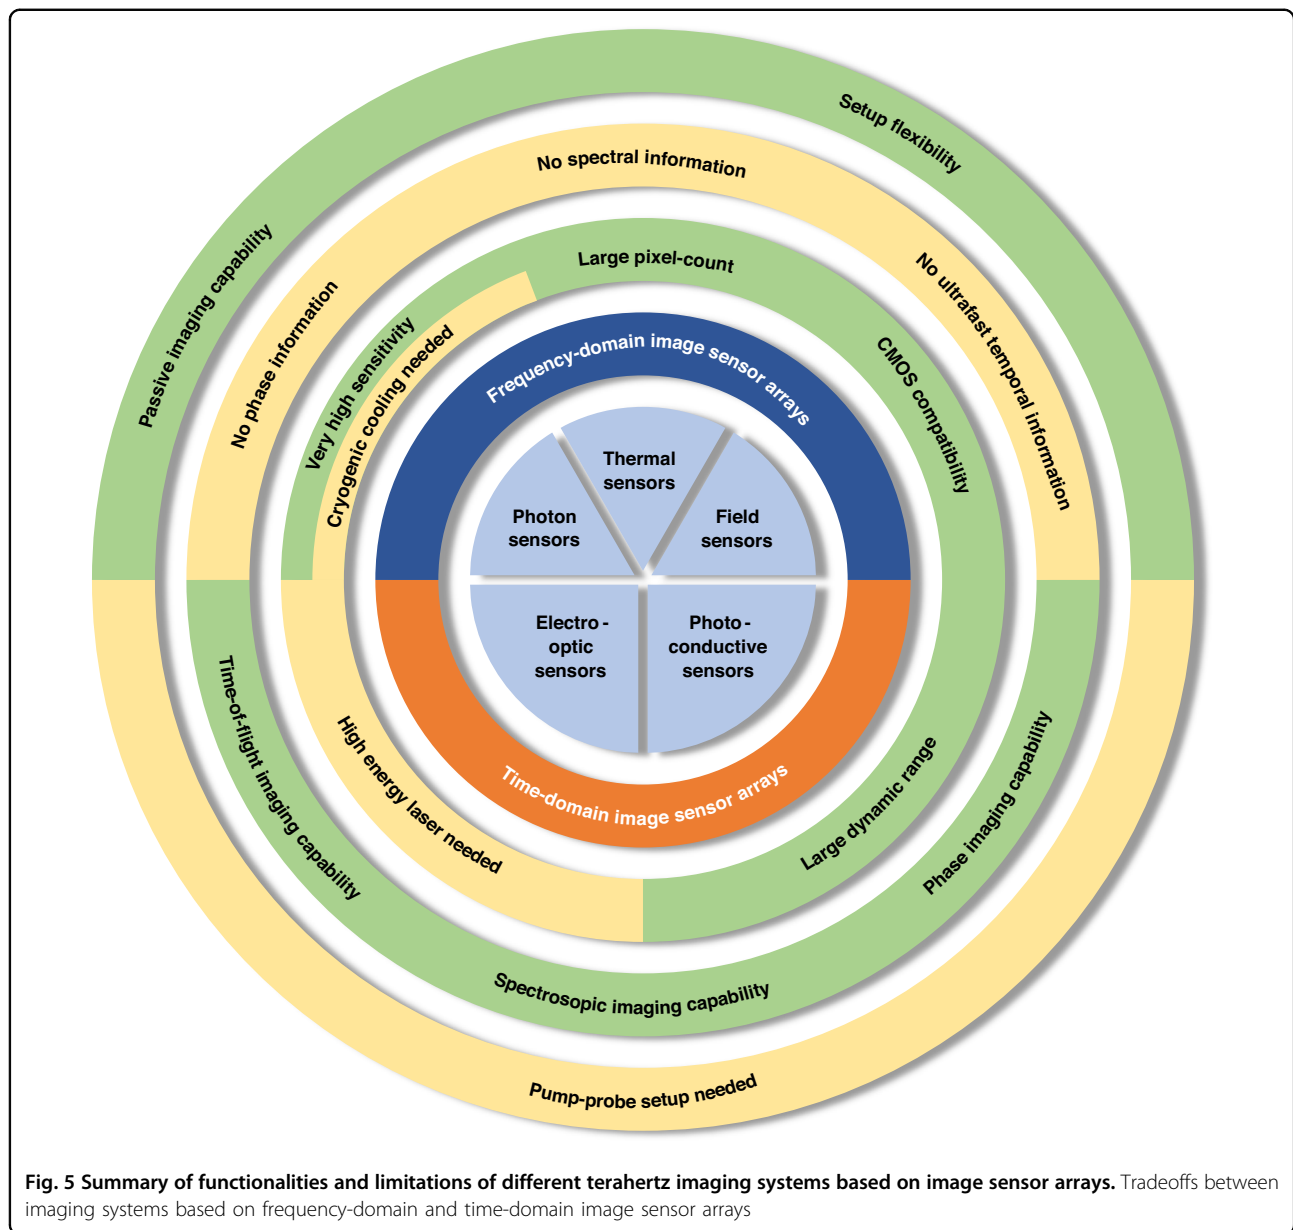 Setup flexibility
Passive imaging capability
No spectral information
No phase information
No ultrafast temporal information
Large pixel-count
Very high sensitivity
Cryogenic cooling needed
CMOS compatibility
Frequency-domain image sensor arrays
Thermal
sensors
Photon
sensors
Field
sensors
Electro-
optic
sensors
Photo-
conductive
sensors
Time-domain image sensor arrays
High energy laser needed
Large dynamic range
Time-of-flight imaging capability
Spectrosopic imaging capability
Phase imaging capability
Pump-probe setup needed
Fig. 5 Summary of functionalities and limitations of different terahertz imaging systems based on image sensor arrays. Tradeoffs between
imaging systems based on frequency-domain and time-domain image sensor arrays